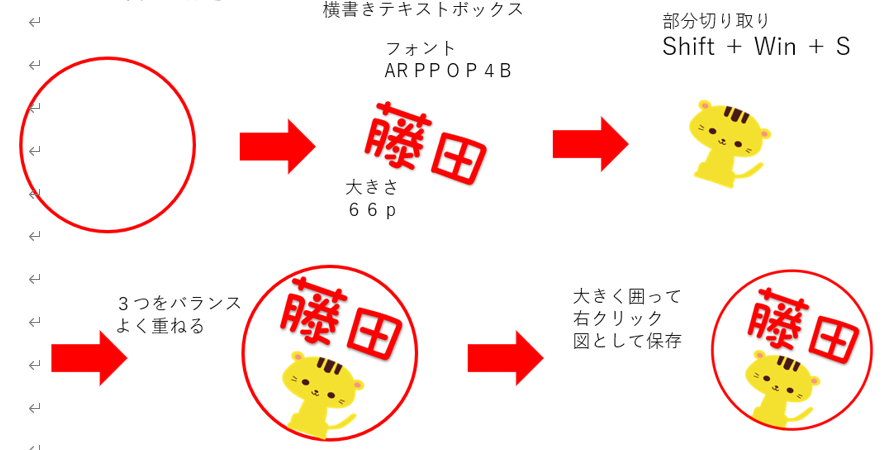 横書きテキストボックス
フォント
ARPPOP4B
藤田
大きさ
66p
部分切り取り
Shift + Win + S
3つをバランス
よく重ねる
藤田
大きく囲って
右クリック
図として保存
藤田